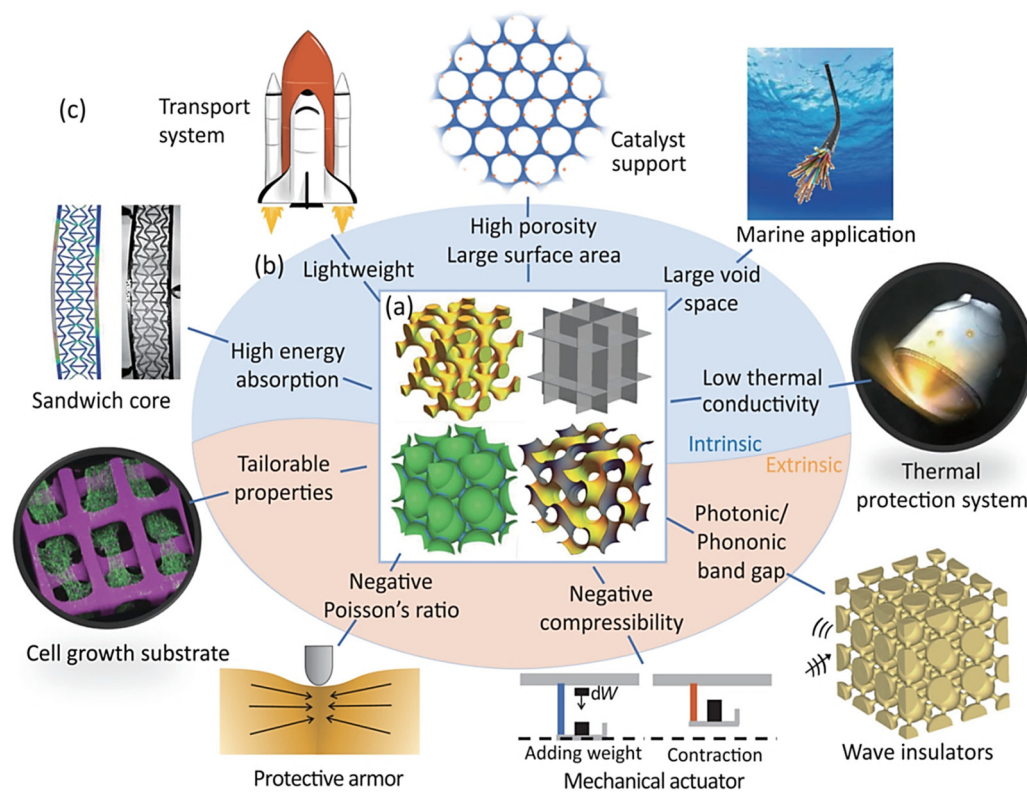 (c)
Transport
system
Catalyst
support
Marine application
(b)
Lightweight
High porosity
Large surface area
Large void
space
(a)
High energy
absorption
Sandwich core
Low thermal
conductivity
Intrinsic
Extrinsic
Thermal
protection system
Tailorable
properties
Cell growth substrate
Photonic/
Phononic
band gap
Negative
Poisson’s ratio
Negative
compressibility
Protective armor
dW
Adding weight
Contraction
Mechanical actuator
Wave insulators